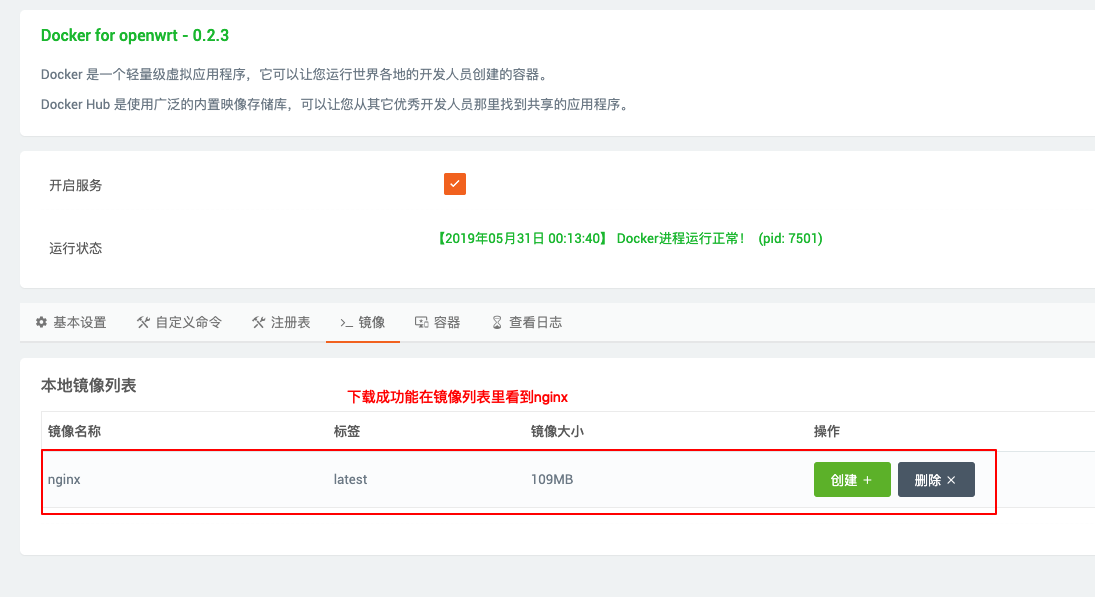 Docker for openwrt - 0.2.3
Docker 是一个轻量级虚拟应用程序，它可以让您运行世界各地的开发人员创建的容器。
Docker Hub 是使用广泛的内置映像存储库，可以让您从其它优秀开发人员那里找到共享的应用程序。
开启服务
运行状态
【2019年05月31日 00:13:40】 Docker进程运行正常！ (pid: 7501)
基本设置 自定义命令 注册表 >_ 镜像 容器 查看日志
本地镜像列表
下载成功能在镜像列表里看到nginx
镜像名称 标签 镜像大小 操作
nginx latest 109MB 创建 + 删除 ×